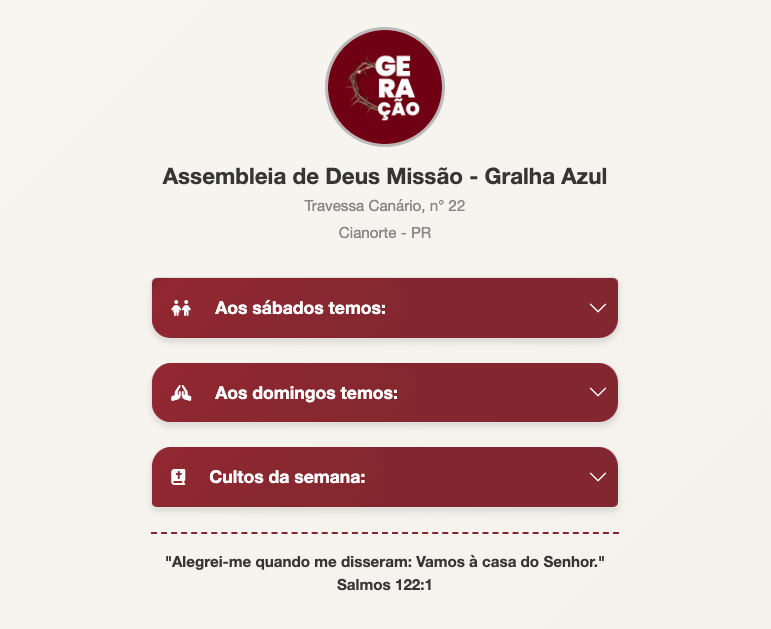 GE
RA
ÇÃO
Assembleia de Deus Missão - Gralha Azul
Travessa Canário, n° 22
Cianorte - PR
Aos sábados temos:
Aos domingos temos:
Cultos da semana:
"Alegrei-me quando me disseram: Vamos à casa do Senhor."
Salmos 122:1